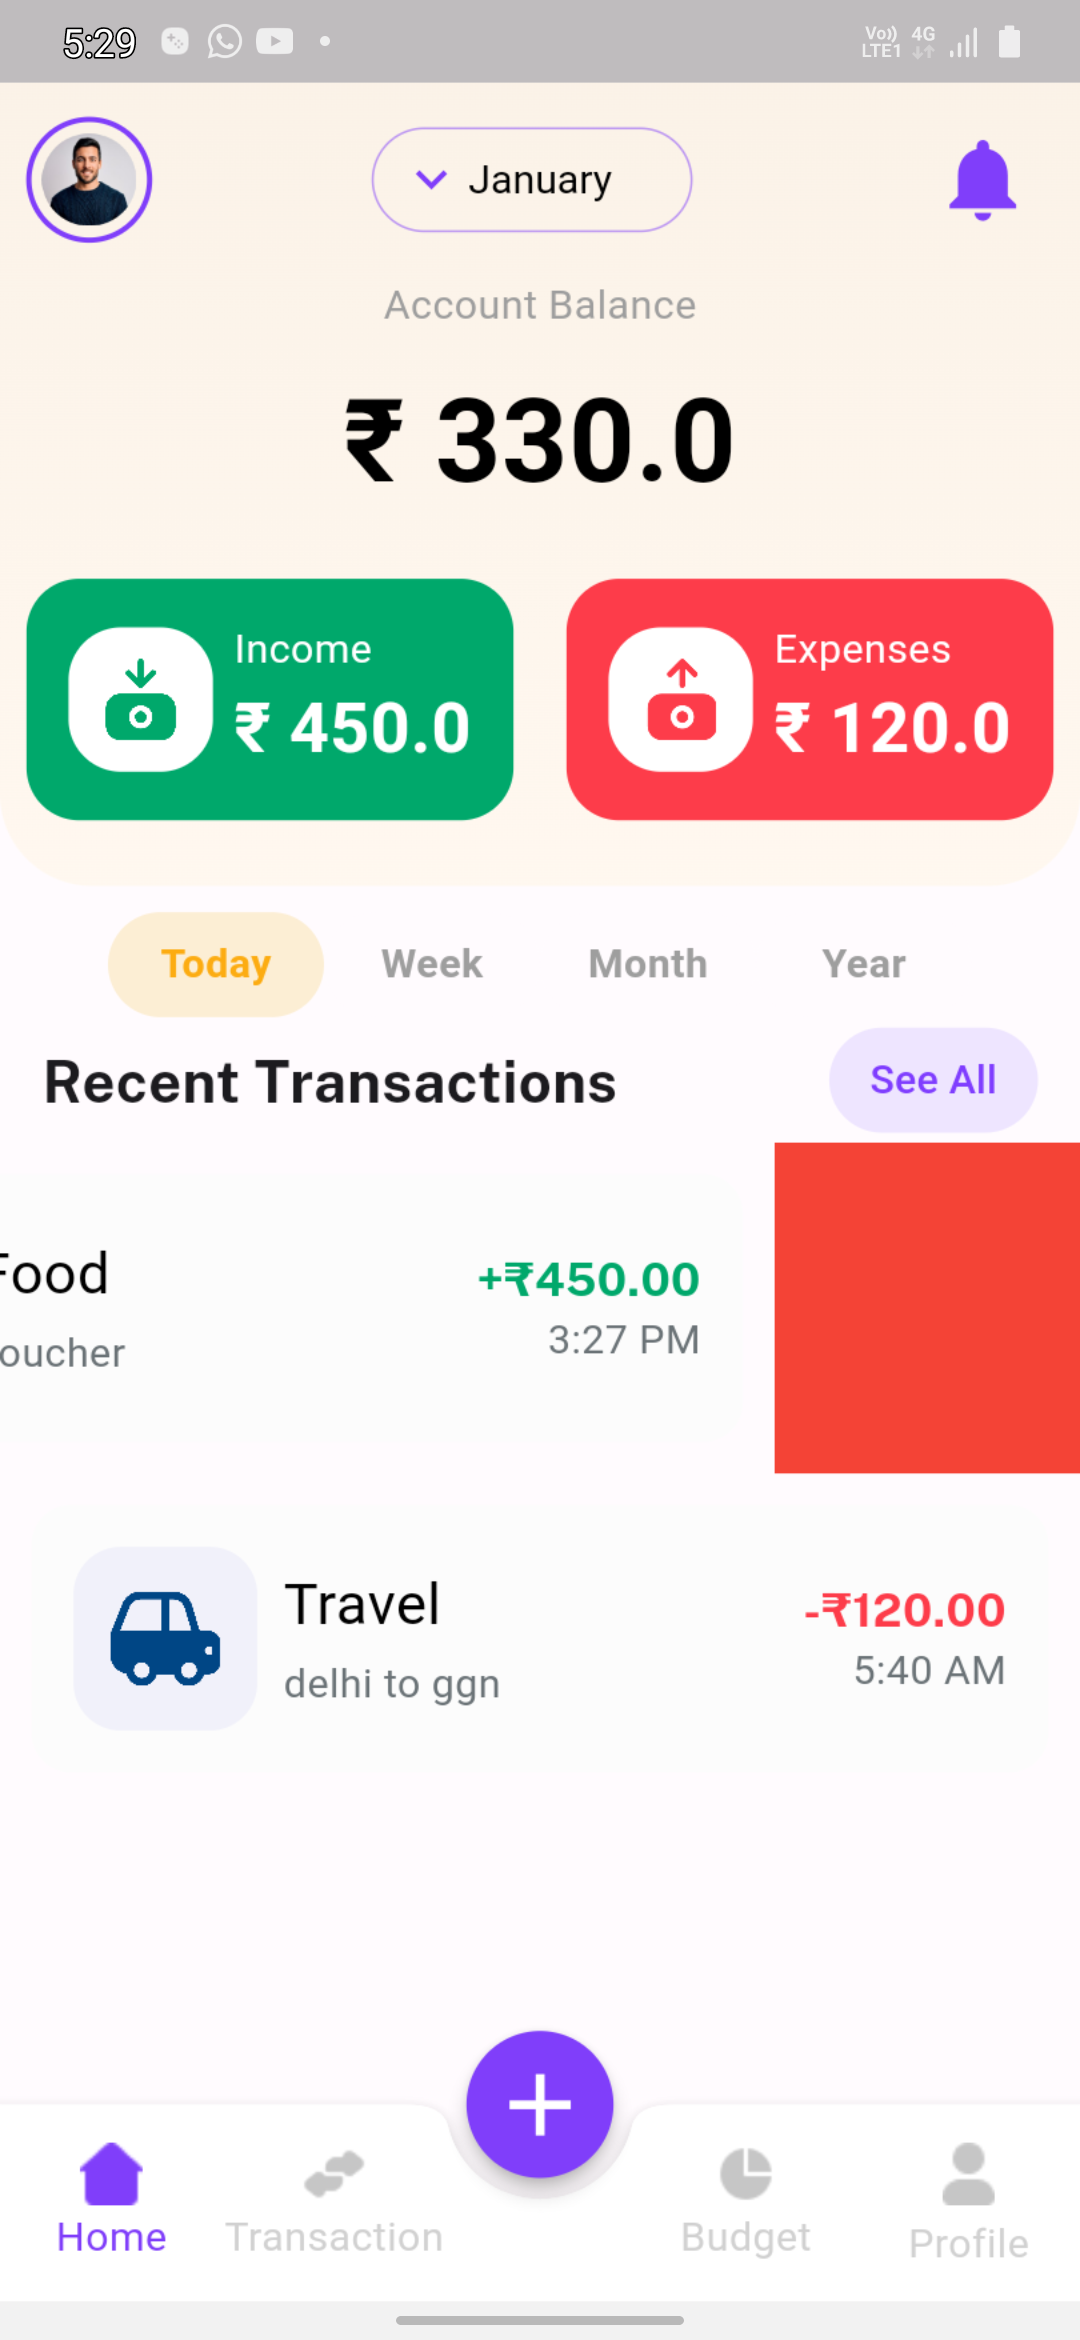 5:29
Vo)) 4G
LTE1
January
Account Balance
₹ 330.0
Income
₹ 450.0
Expenses
₹ 120.0
Today Week Month Year
Recent Transactions
See All
Food
+₹450.00
oucher
3:27 PM
Travel
-₹120.00
delhi to ggn
5:40 AM
Home
Transaction
Budget
Profile